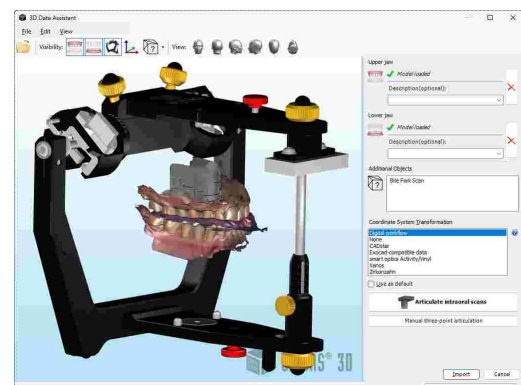 3D Data Assistant
File Edit View
Visibility: View:
Upper jaw
Model loaded
Description(optional):
Lower jaw
Model loaded
Description(optional):
Additional Objects
Bite Fork Scan
Coordinate System Transformation
Digital workflow
None
CADstar
Exocad-compatible data
smart optics Activity/Vinyl
Xenos
Zirkonzahn
Use as default
Articulate intraoral scans
Manual three-point articulation
3D
Import Cancel